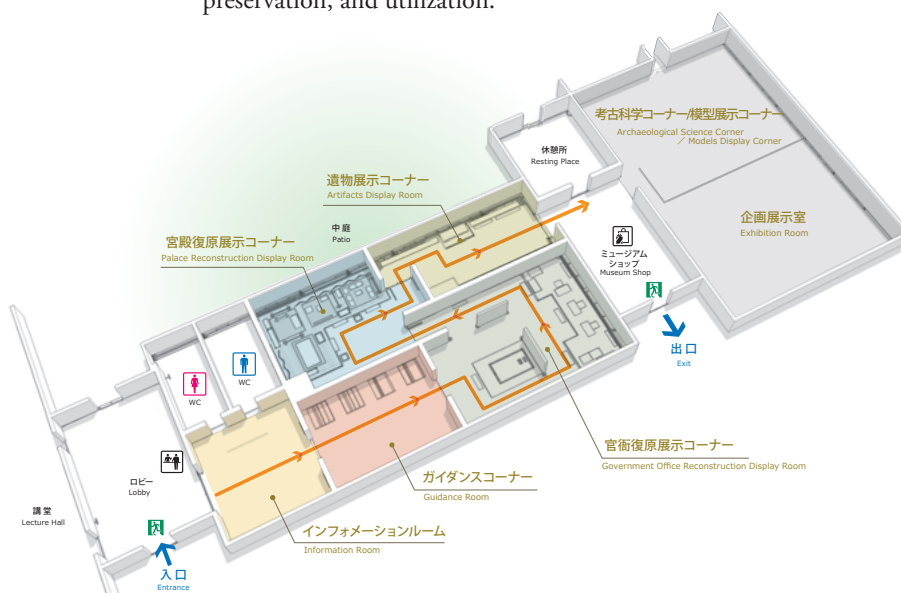 preservation, and utilization.
考古科学コーナー/模型展示コーナー
Archaeological Science Corner
／ Models Display Corner
休憩所
Resting Place
遺物展示コーナー
Artifacts Display Room
企画展示室
Exhibition Room
中庭
Patio
宮殿復原展示コーナー
Palace Reconstruction Display Room
ミュージアム
ショップ
Museum Shop
出口
Exit
WC
WC
官衙復原展示コーナー
Government Office Reconstruction Display Room
ガイダンスコーナー
Guidance Room
ロビー
Lobby
講堂
Lecture Hall
インフォメーションルーム
Information Room
入口
Entrance